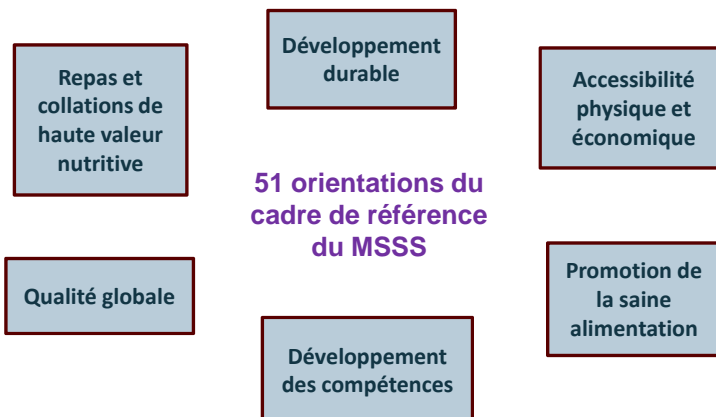 Développement
durable
Repas et
collations de
haute valeur
nutritive
Accessibilité
physique et
économique
51 orientations du
cadre de référence
du MSSS
Qualité globale
Promotion de
la saine
alimentation
Développement
des compétences